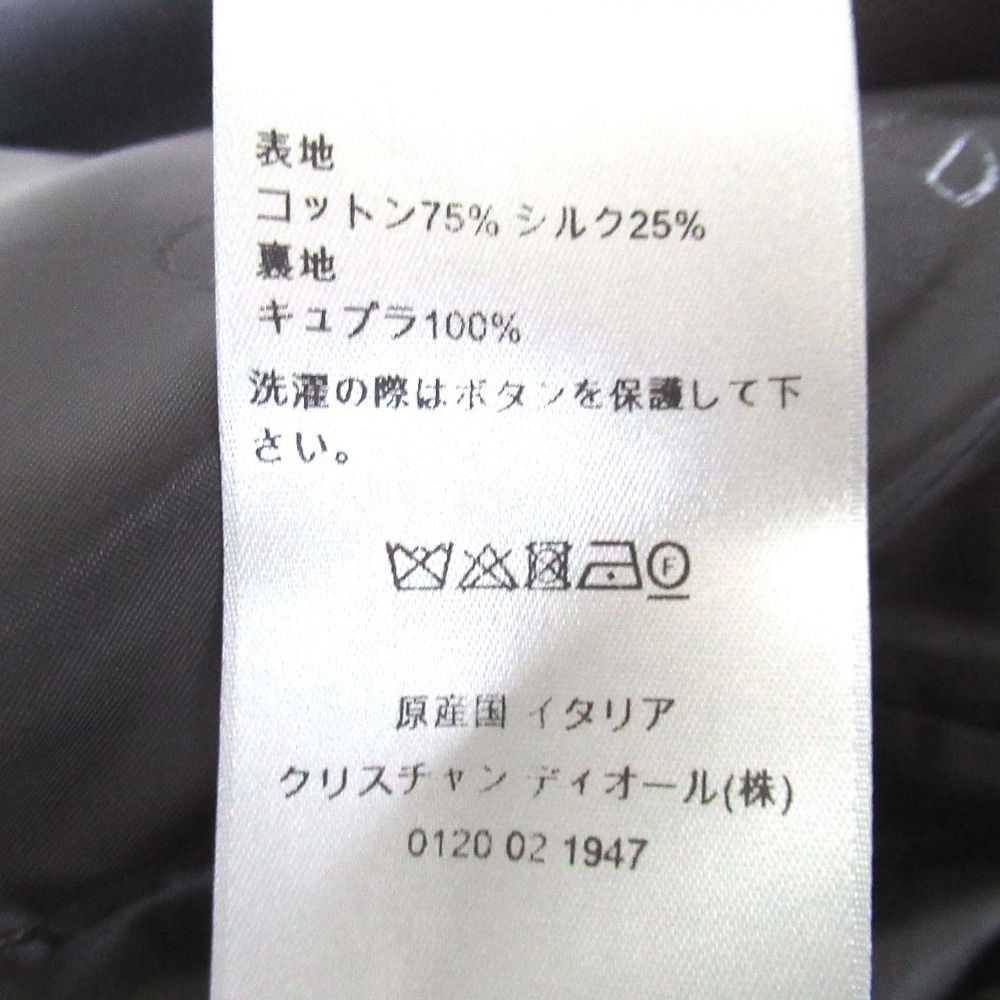 表地
コットン75% シルク25%
裏地
キュプラ100%
洗濯の際はボタンを保護して下
さい。
F
原産国 イタリア
クリスチャン ディオール(株)
0120 02 1947